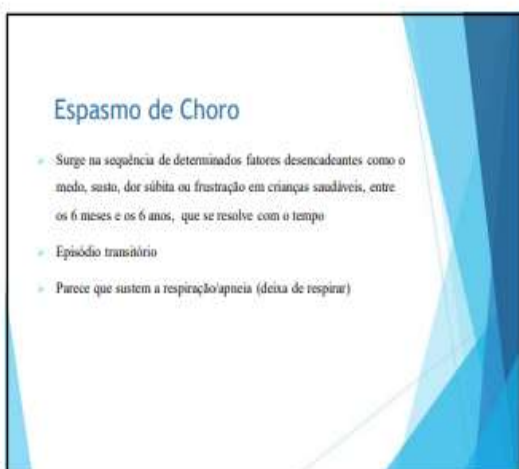 Espasmo de Choro
Surge na sequência de determinados fatores desencadeantes como o
medo, susto, dor súbita ou frustração em crianças saudáveis, entre
os 6 meses e os 6 anos, que se resolve com o tempo
Episódio transitório
Parece que sustem a respiração/apneia (deixa de respirar)